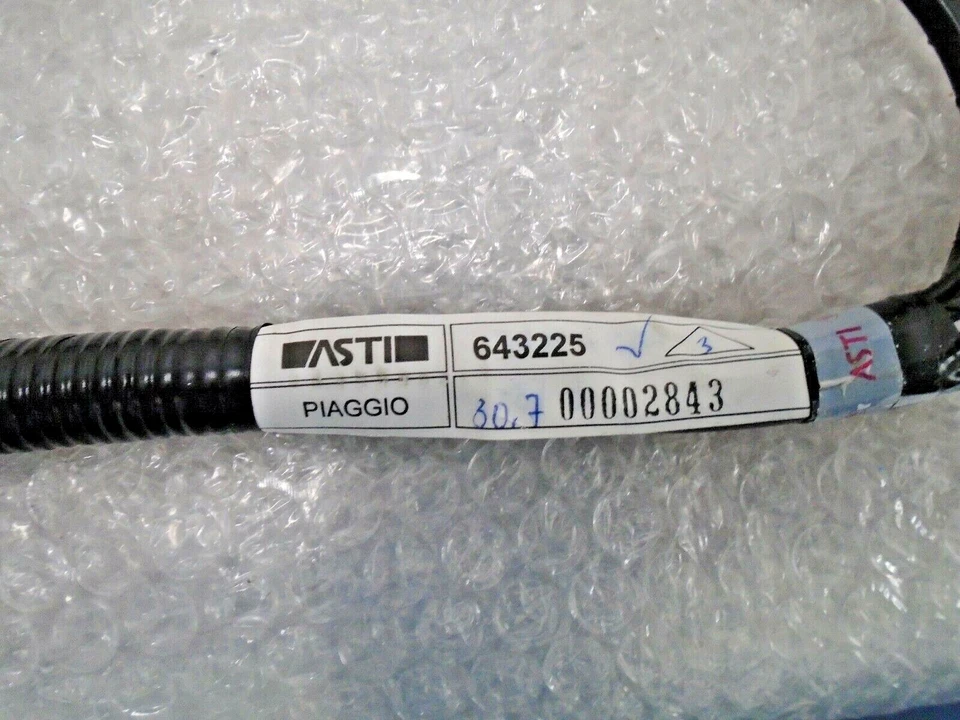 ASTI
643225 ✓ 3
PIAGGIO
30.7 00002843
ASTI